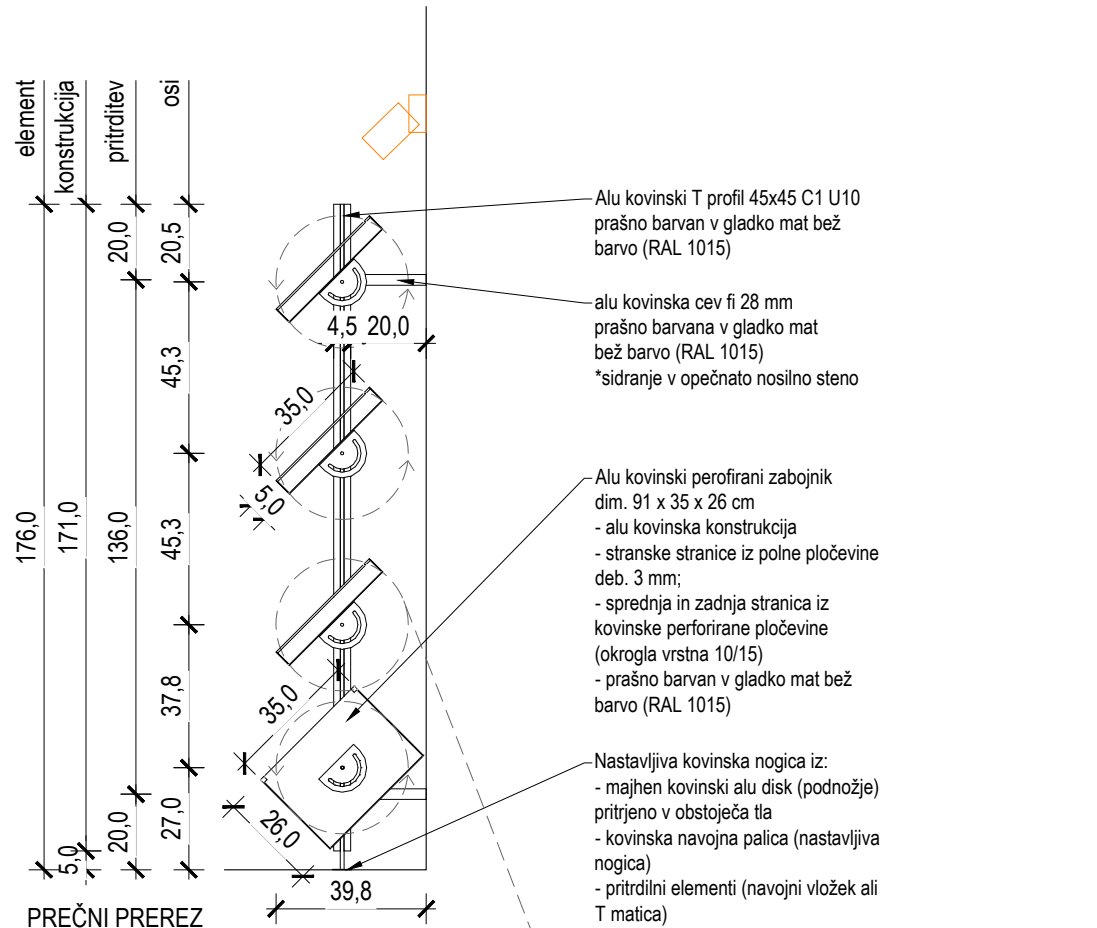 element
konstrukcija
pritrditev
osi
176,0
171,0
5,0
20,0
136,0
20,0
20,5
45,3
45,3
37,8
27,0
4,5 20,0
35,0
5,0
35,0
26,0
39,8
PREČNI PREREZ
Alu kovinski T profil 45x45 C1 U10
prašno barvan v gladko mat bež
barvo (RAL 1015)
alu kovinska cev fi 28 mm
prašno barvana v gladko mat
bež barvo (RAL 1015)
*sidranje v opečnato nosilno steno
Alu kovinski perofirani zabojnik
dim. 91 x 35 x 26 cm
- alu kovinska konstrukcija
- stranske stranice iz polne pločevine
deb. 3 mm;
- sprednja in zadnja stranica iz
kovinske perforirane pločevine
(okrogla vrstna 10/15)
- prašno barvan v gladko mat bež
barvo (RAL 1015)
Nastavljiva kovinska nogica iz:
- majhen kovinski alu disk (podnožje)
pritrjeno v obstoječa tla
- kovinska navojna palica (nastavljiva
nogica)
- pritrdilni elementi (navojni vložek ali
T matica)